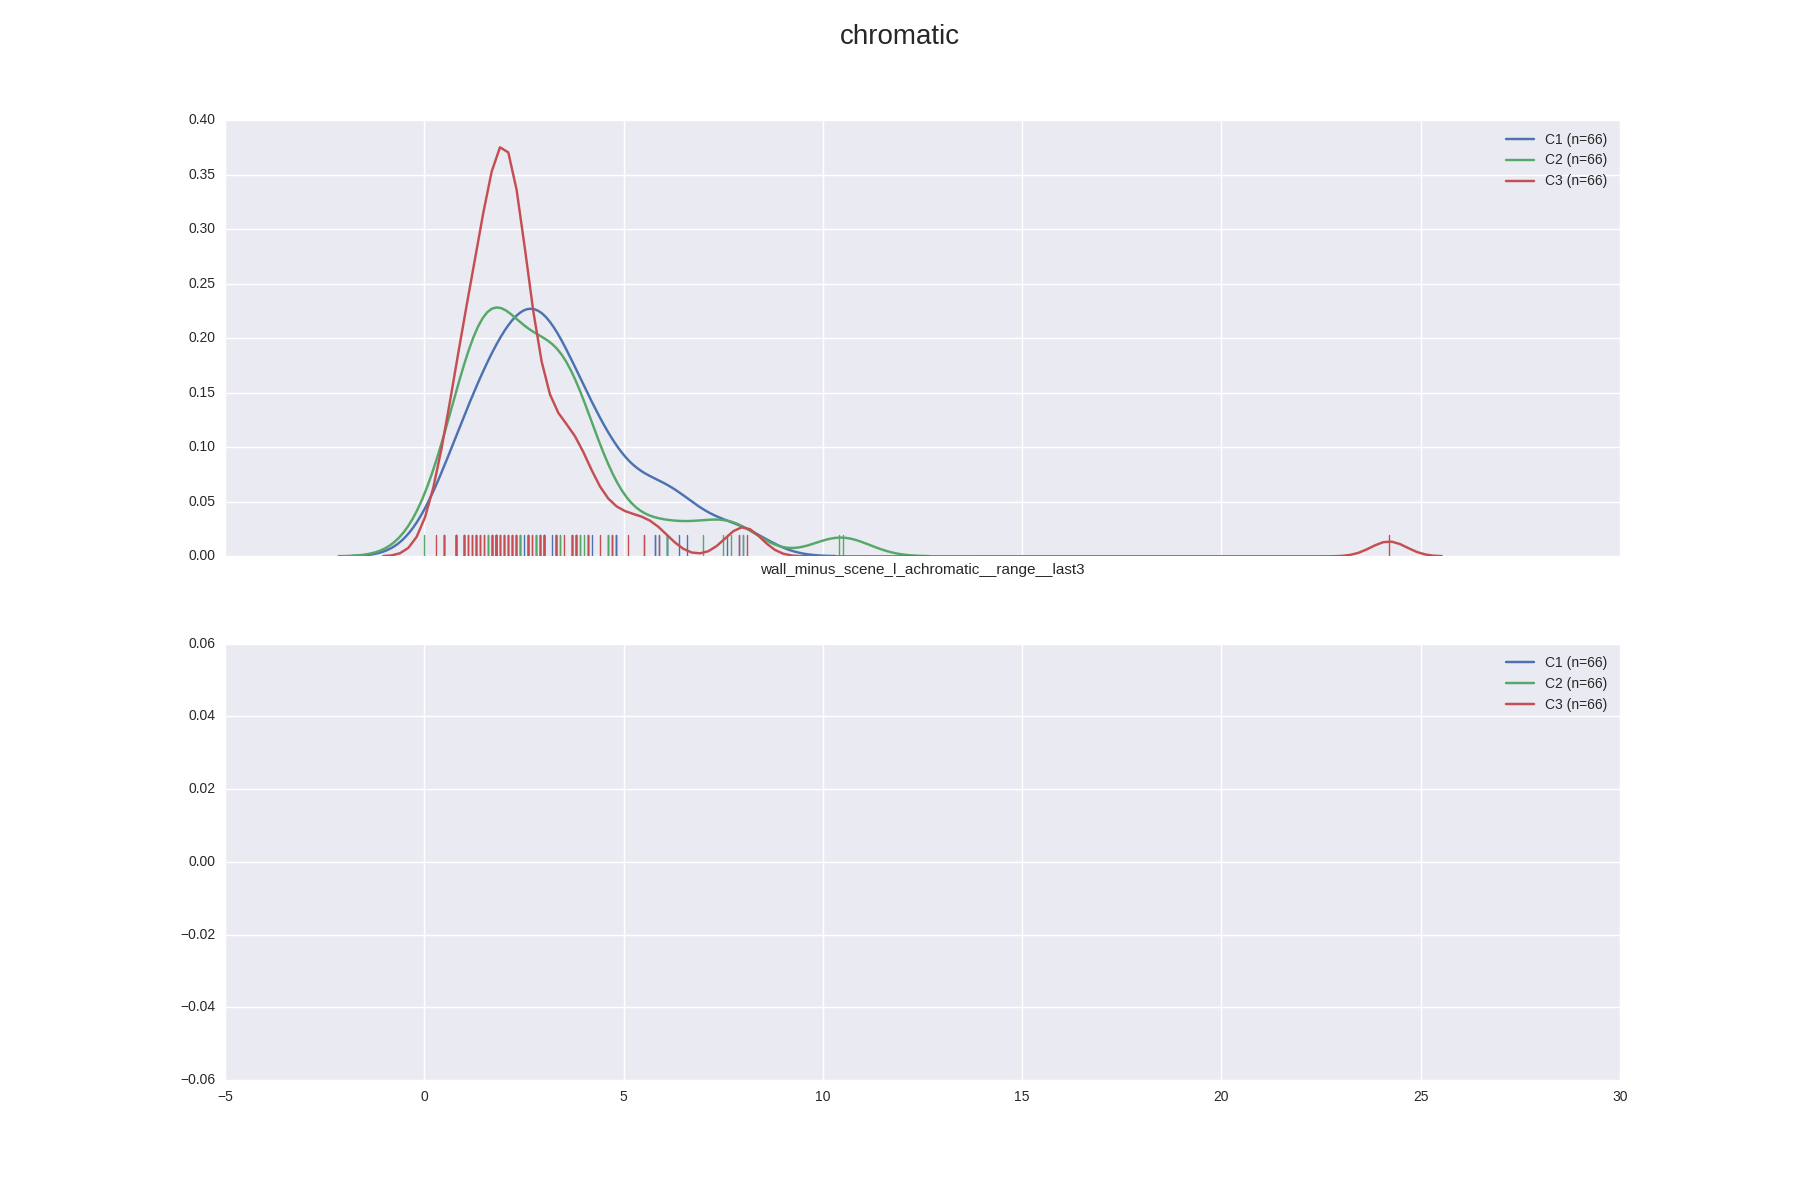 chromatic
0.40
0.35
0.30
0.25
0.20
0.15
0.10
0.05
0.00
C1 (n=66)
C2 (n=66)
C3 (n=66)
wall_minus_scene_l_achromatic__range__last3
0.06
0.04
0.02
0.00
−0.02
−0.04
−0.06
C1 (n=66)
C2 (n=66)
C3 (n=66)
−5 0 5 10 15 20 25 30